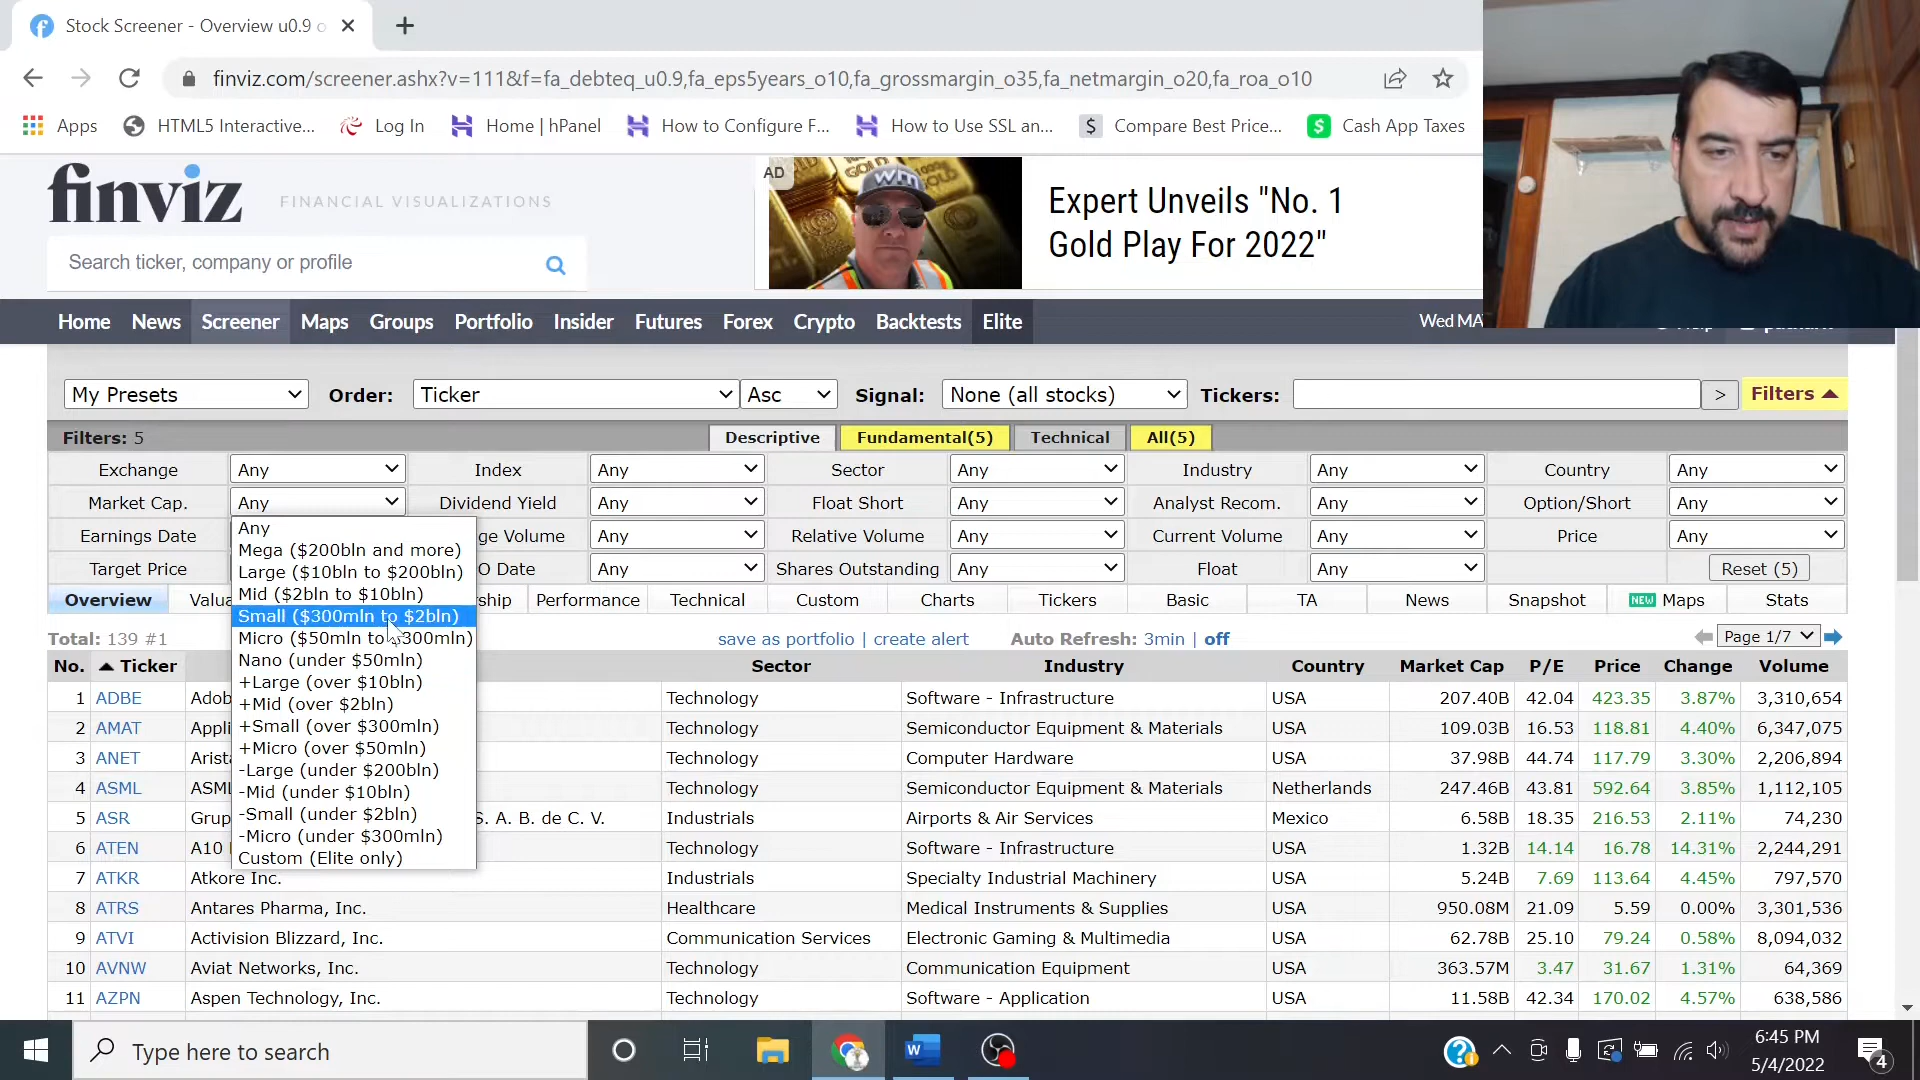 Stock Screener - Overview u0.9 o
finviz.com/screener.ashx?v=111&f=fa_debteq_u0.9,fa_eps5years_o10,fa_grossmargin_o35,fa_netmargin_o20,fa_roa_o10
Apps HTML5 Interactive... Log In Home | hPanel How to Configure F... How to Use SSL an... Compare Best Price... Cash App Taxes
finviz FINANCIAL VISUALIZATIONS
AD
GOLD
wm
Expert Unveils "No. 1
Gold Play For 2022"
Search ticker, company or profile
Home News Screener Maps Groups Portfolio Insider Futures Forex Crypto Backtests Elite Wed MA
My Presets Order: Ticker Asc Signal: None (all stocks) Tickers: > Filters
Filters: 5 Descriptive Fundamental(5) Technical All(5)
Exchange Any Index Any Sector Any Industry Any Country Any
Market Cap. Any Dividend Yield Any Float Short Any Analyst Recom. Any Option/Short Any
Earnings Date ge Volume Any Relative Volume Any Current Volume Any Price Any
Target Price O Date Any Shares Outstanding Any Float Any Reset (5)
Any
Mega ($200bln and more)
Large ($10bln to $200bln)
Mid ($2bln to $10bln)
Small ($300mln to $2bln)
Micro ($50mln to $300mln)
Nano (under $50mln)
+Large (over $10bln)
+Mid (over $2bln)
+Small (over $300mln)
+Micro (over $50mln)
-Large (under $200bln)
-Mid (under $10bln)
-Small (under $2bln)
-Micro (under $300mln)
Custom (Elite only)
Overview Valua rship Performance Technical Custom Charts Tickers Basic TA News Snapshot NEW Maps Stats
Total: 139 #1 save as portfolio | create alert Auto Refresh: 3min | off Page 1/7
No. Ticker Sector Industry Country Market Cap P/E Price Change Volume
1 ADBE Adob Technology Software - Infrastructure USA 207.40B 42.04 423.35 3.87% 3,310,654
2 AMAT Appli Technology Semiconductor Equipment & Materials USA 109.03B 16.53 118.81 4.40% 6,347,075
3 ANET Arist Technology Computer Hardware USA 37.98B 44.74 117.79 3.30% 2,206,894
4 ASML ASML Technology Semiconductor Equipment & Materials Netherlands 247.46B 43.81 592.64 3.85% 1,112,105
5 ASR Grup S. A. B. de C. V. Industrials Airports & Air Services Mexico 6.58B 18.35 216.53 2.11% 74,230
6 ATEN A10 Technology Software - Infrastructure USA 1.32B 14.14 16.78 14.31% 2,244,291
7 ATKR Atkore Inc. Industrials Specialty Industrial Machinery USA 5.24B 7.69 113.64 4.45% 797,570
8 ATRS Antares Pharma, Inc. Healthcare Medical Instruments & Supplies USA 950.08M 21.09 5.59 0.00% 3,301,536
9 ATVI Activision Blizzard, Inc. Communication Services Electronic Gaming & Multimedia USA 62.78B 25.10 79.24 0.58% 8,094,032
10 AVNW Aviat Networks, Inc. Technology Communication Equipment USA 363.57M 3.47 31.67 1.31% 64,369
11 AZPN Aspen Technology, Inc. Technology Software - Application USA 11.58B 42.34 170.02 4.57% 638,586
Type here to search
6:45 PM
5/4/2022
4